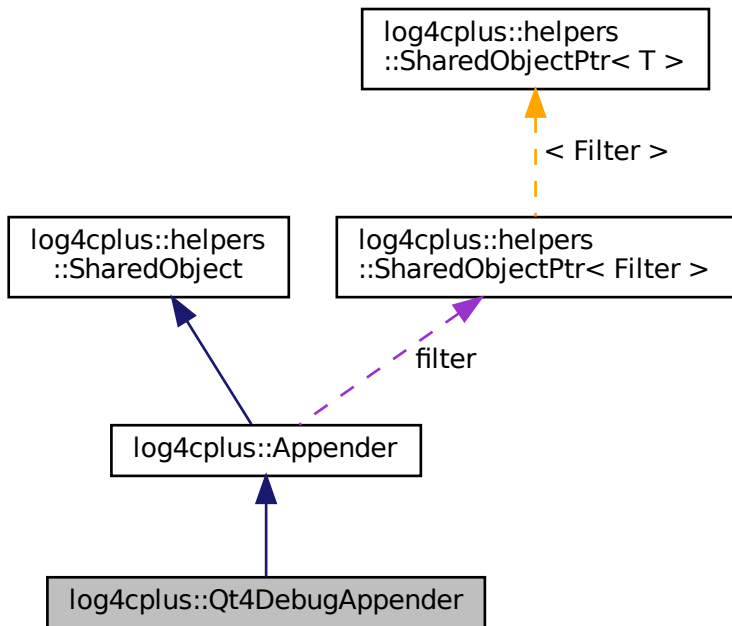 log4cplus::helpers
::SharedObjectPtr< T >
< Filter >
log4cplus::helpers
::SharedObject
log4cplus::helpers
::SharedObjectPtr< Filter >
filter
log4cplus::Appender
log4cplus::Qt4DebugAppender